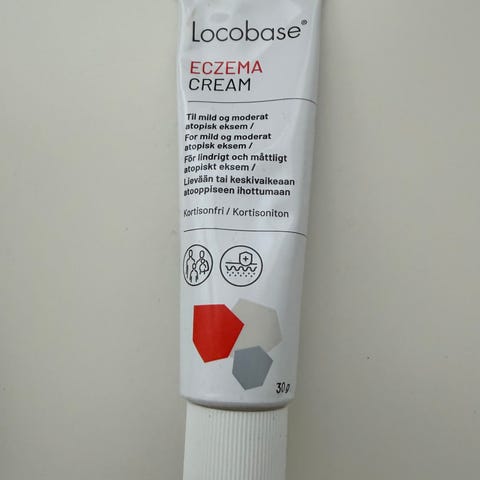 Locobase®
ECZEMA
CREAM
Til mild og moderat
atopisk eksem /
For mild og moderat
atopisk eksem /
För lindrigt och måttligt
atopiskt eksem /
Lievään tai keskivaikeaan
atooppiseen ihottumaan
Kortisonfri / Kortisoniton
30 g